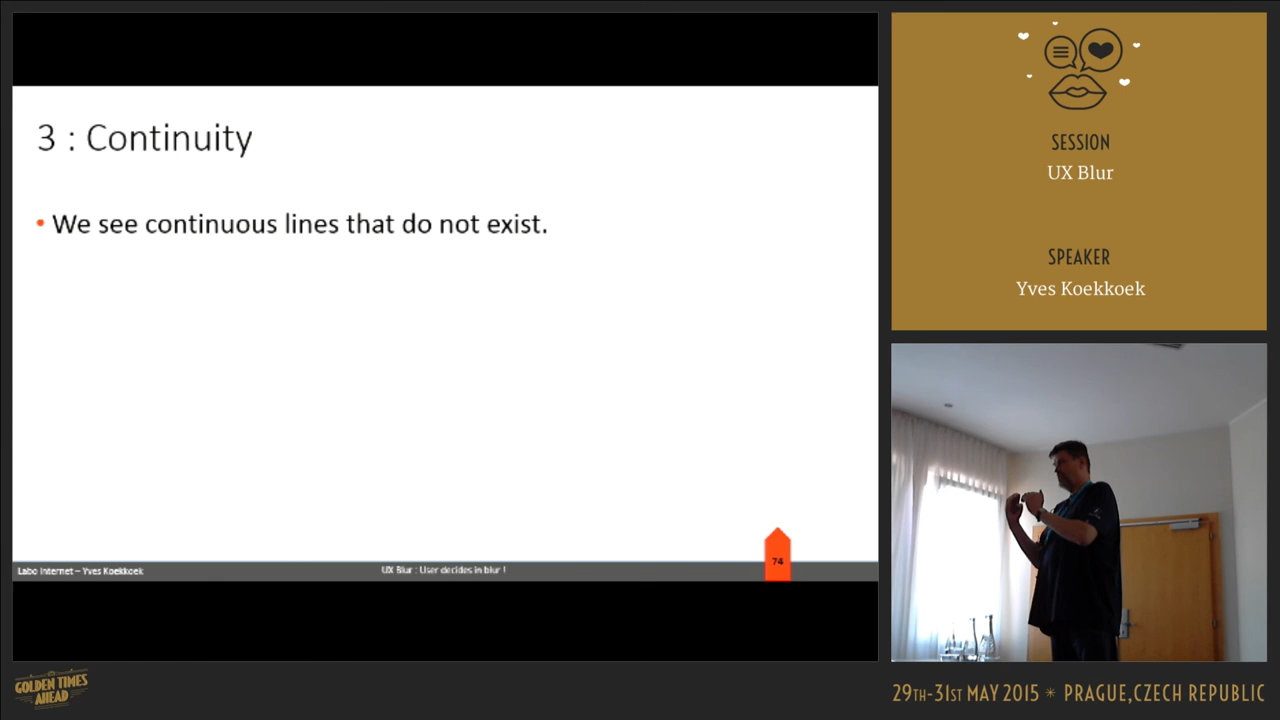 3 : Continuity
• We see continuous lines that do not exist.
Labo Internet – Yves Koekkoek
UX Blur : User decides in blur !
74
SESSION
UX Blur
SPEAKER
Yves Koekkoek
GOLDEN TIMES
AHEAD
29TH-31ST MAY 2015 * PRAGUE, CZECH REPUBLIC